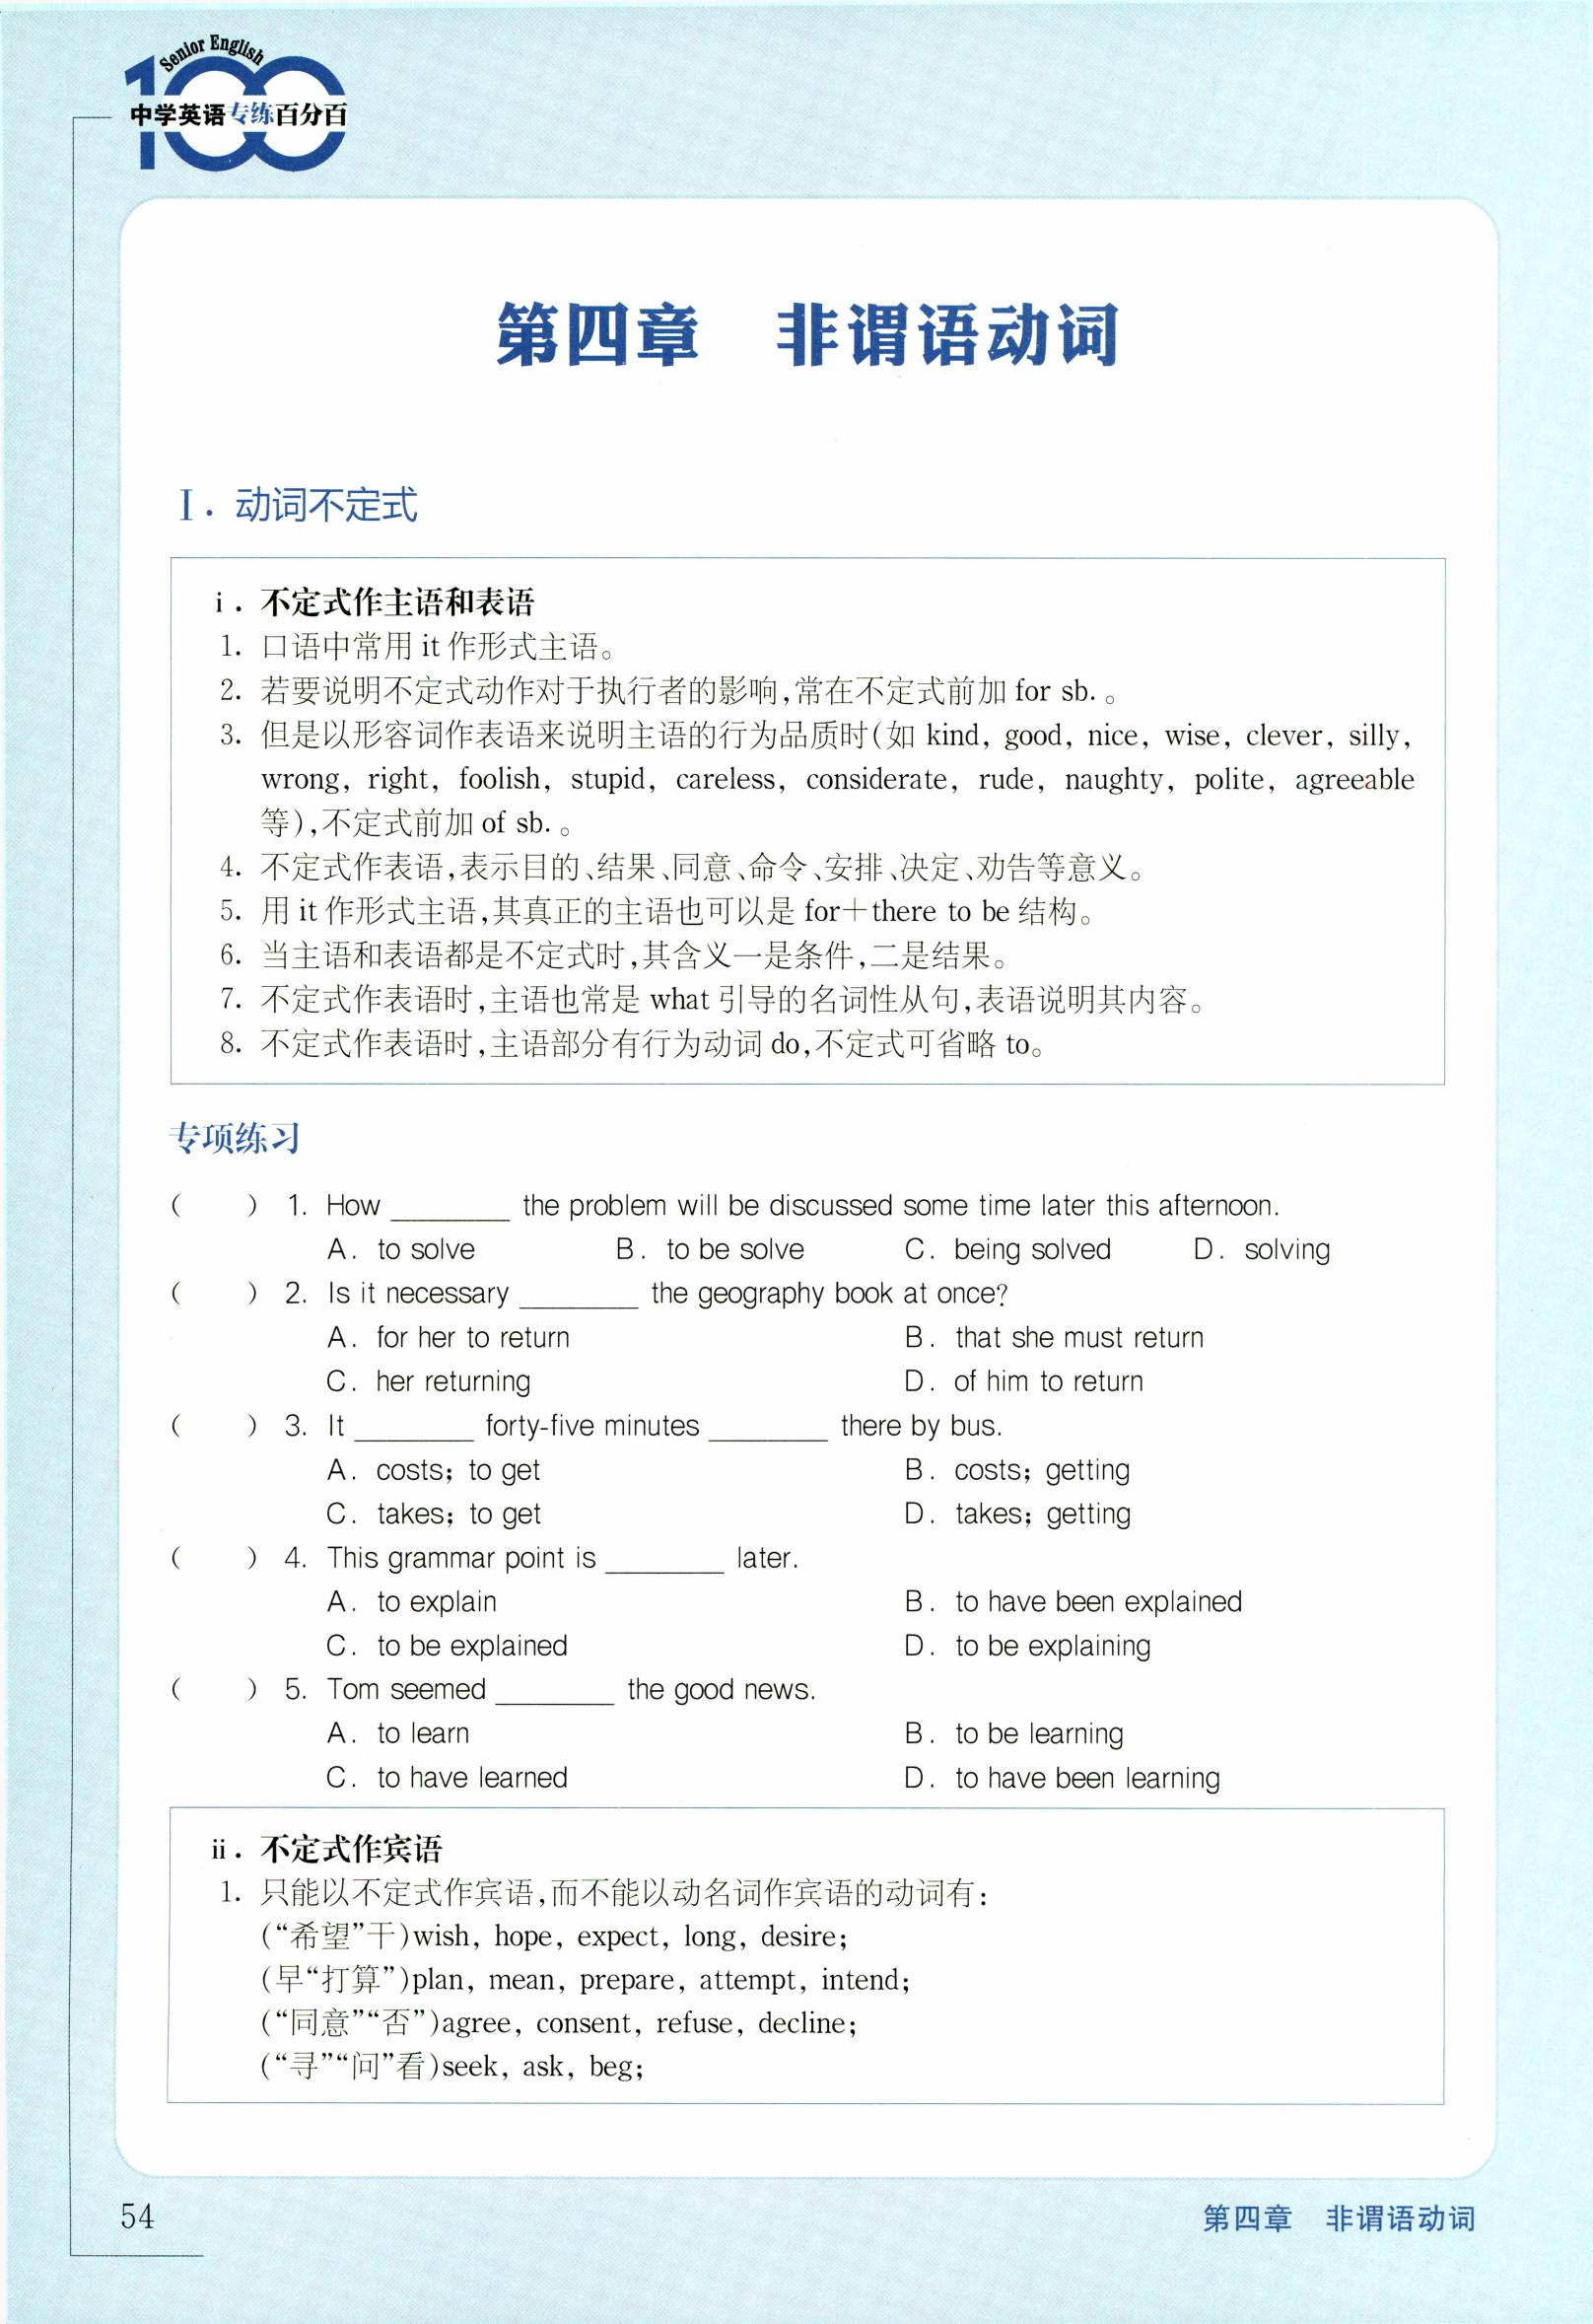 Senior English
100
中学英语专练百分百
第四章 非谓语动词
Ⅰ. 动词不定式
ⅰ. 不定式作主语和表语
1. 口语中常用 it 作形式主语。
2. 若要说明不定式动作对于执行者的影响,常在不定式前加 for sb. 。
3. 但是以形容词作表语来说明主语的行为品质时(如 kind, good, nice, wise, clever, silly,
wrong, right, foolish, stupid, careless, considerate, rude, naughty, polite, agreeable
等),不定式前加 of sb. 。
4. 不定式作表语,表示目的、结果、同意、命令、安排、决定、劝告等意义。
5. 用 it 作形式主语,其真正的主语也可以是 for+there to be 结构。
6. 当主语和表语都是不定式时,其含义一是条件,二是结果。
7. 不定式作表语时,主语也常是 what 引导的名词性从句,表语说明其内容。
8. 不定式作表语时,主语部分有行为动词 do,不定式可省略 to。
专项练习
( ) 1. How ________ the problem will be discussed some time later this afternoon.
A. to solve B. to be solve C. being solved D. solving
( ) 2. Is it necessary ________ the geography book at once?
A. for her to return B. that she must return
C. her returning D. of him to return
( ) 3. It ________ forty-five minutes ________ there by bus.
A. costs; to get B. costs; getting
C. takes; to get D. takes; getting
( ) 4. This grammar point is ________ later.
A. to explain B. to have been explained
C. to be explained D. to be explaining
( ) 5. Tom seemed ________ the good news.
A. to learn B. to be learning
C. to have learned D. to have been learning
ⅱ. 不定式作宾语
1. 只能以不定式作宾语,而不能以动名词作宾语的动词有:
(“希望”干)wish, hope, expect, long, desire;
(早“打算”)plan, mean, prepare, attempt, intend;
(“同意”“否”)agree, consent, refuse, decline;
(“寻”“问”看)seek, ask, beg;
54
第四章 非谓语动词